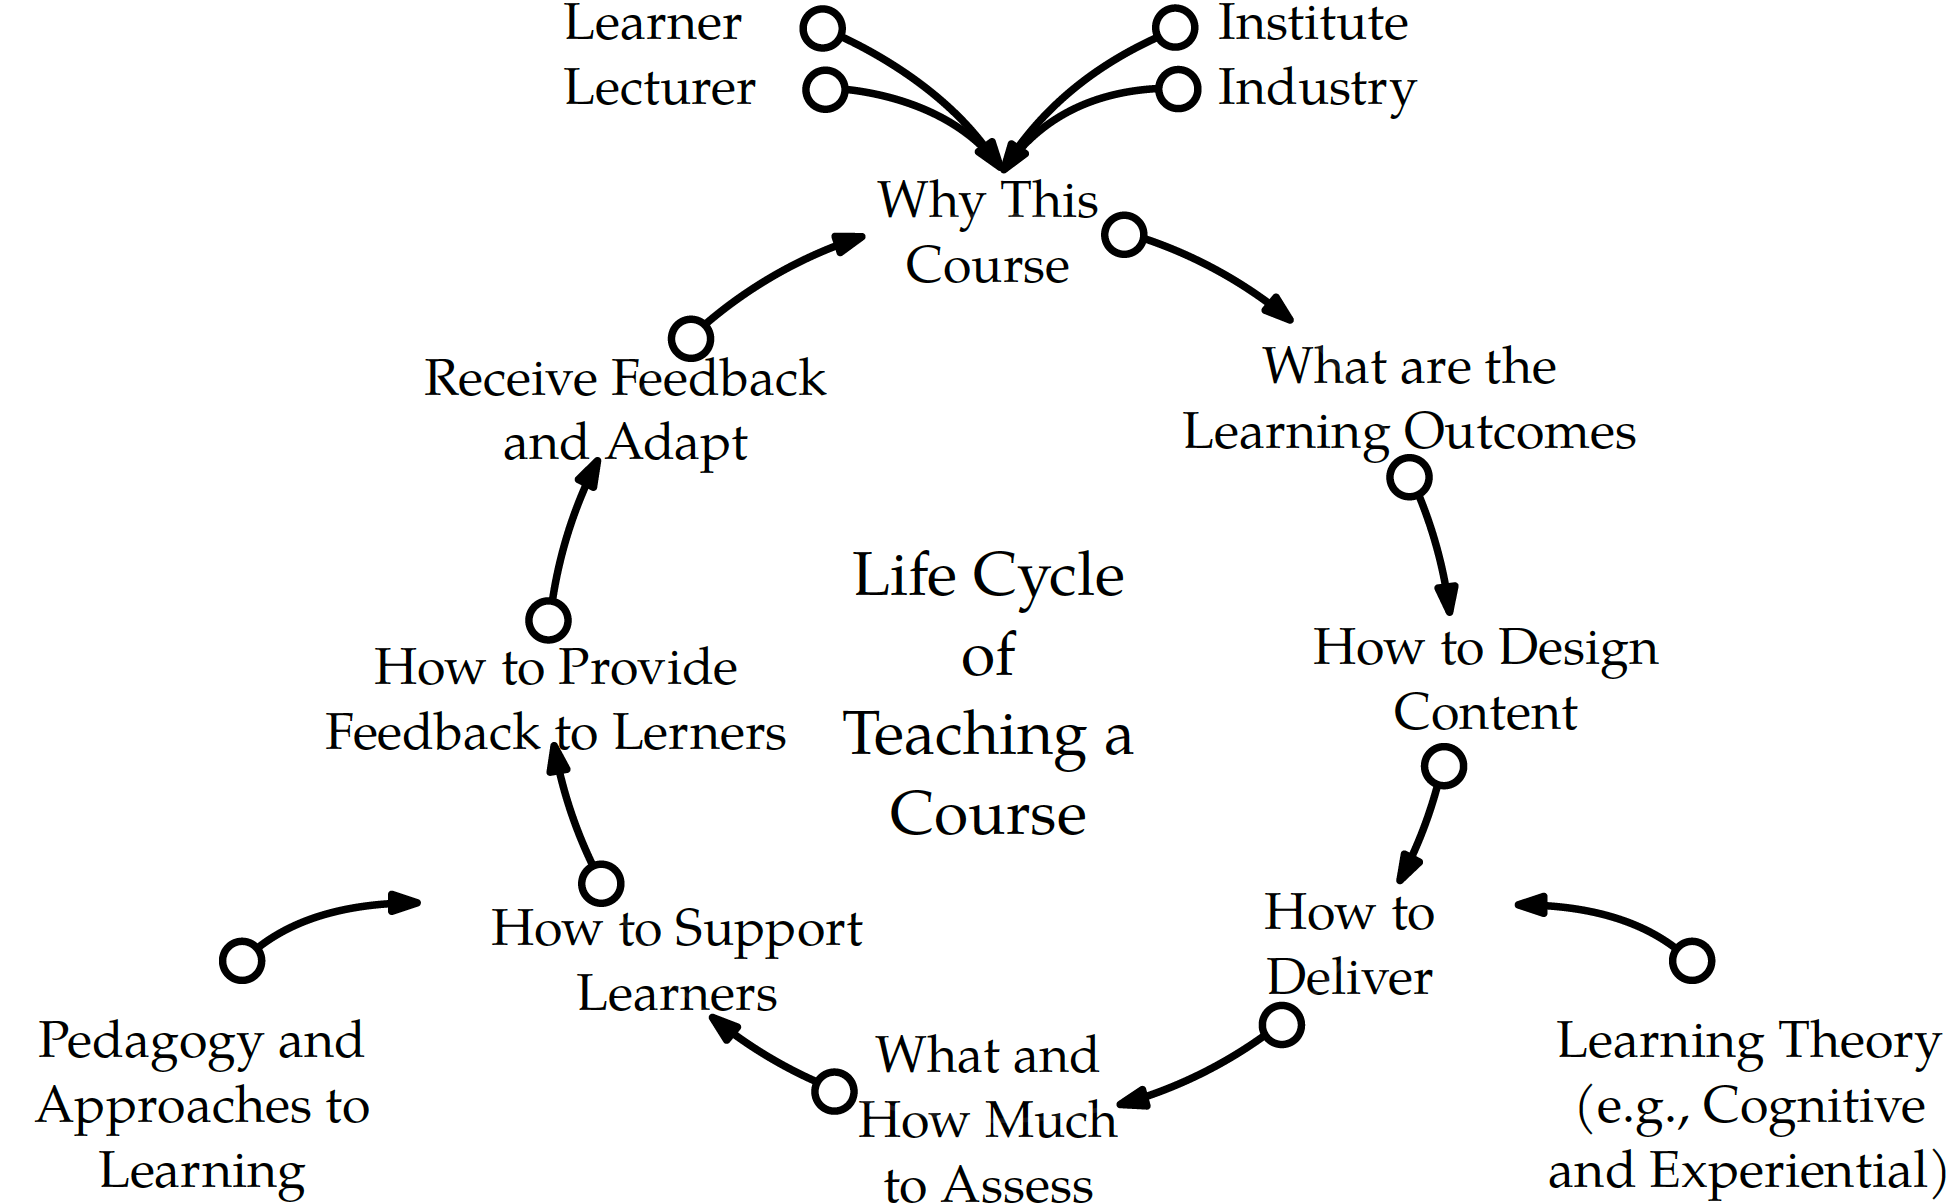 Learner
Lecturer
Institute
Industry
Why This
Course
What are the
Learning Outcomes
How to Design
Content
How to
Deliver
Learning Theory
(e.g., Cognitive
and Experiential)
What and
How Much
to Assess
How to Support
Learners
Pedagogy and
Approaches to
Learning
How to Provide
Feedback to Lerners
Receive Feedback
and Adapt
Life Cycle
of
Teaching a
Course